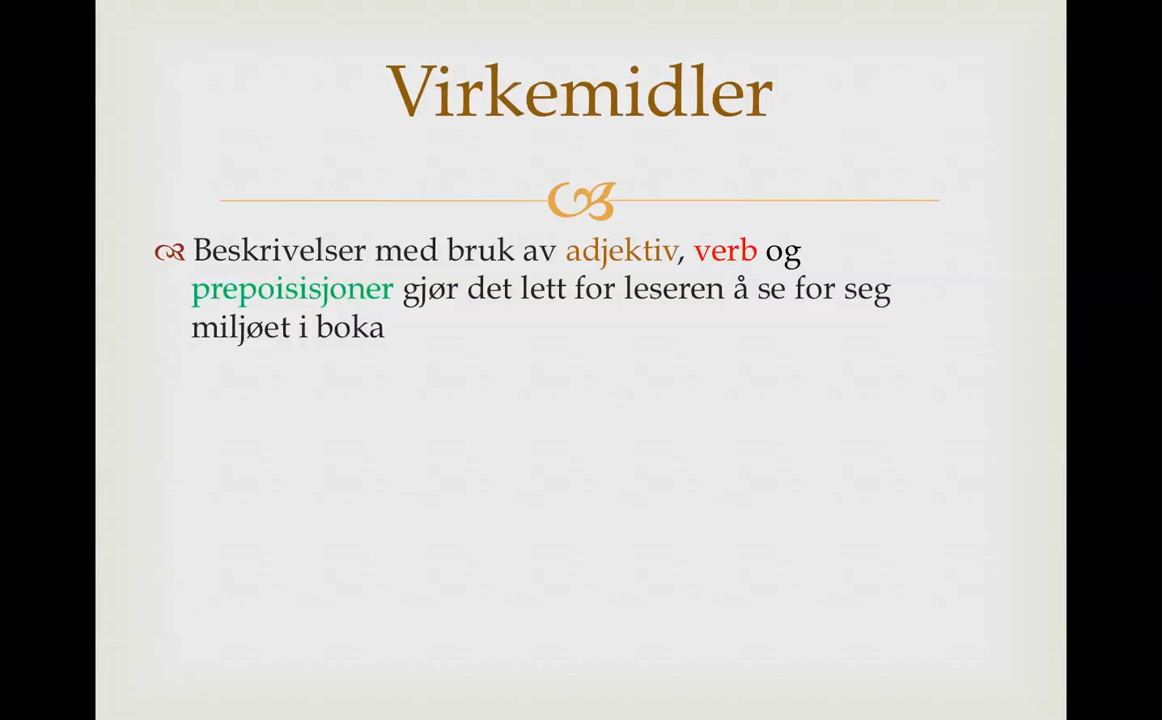 Virkemidler
Beskrivelser med bruk av adjektiv, verb og
prepoisisjoner gjør det lett for leseren å se for seg
miljøet i boka